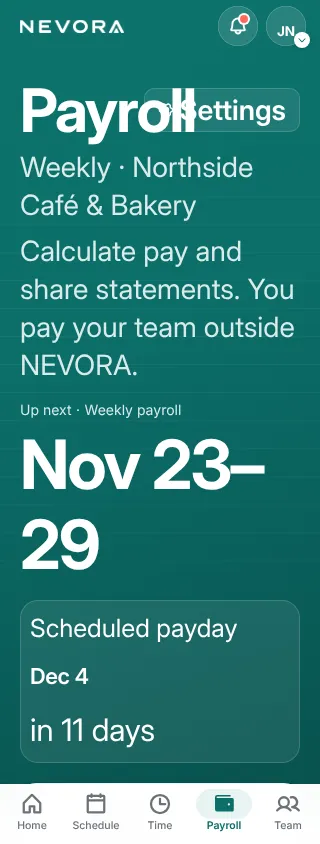 NEVORA
JN
Payroll
Settings
Weekly · Northside
Café & Bakery
Calculate pay and
share statements. You
pay your team outside
NEVORA.
Up next · Weekly payroll
Nov 23–
29
Scheduled payday
Dec 4
in 11 days
Home
Schedule
Time
Payroll
Team